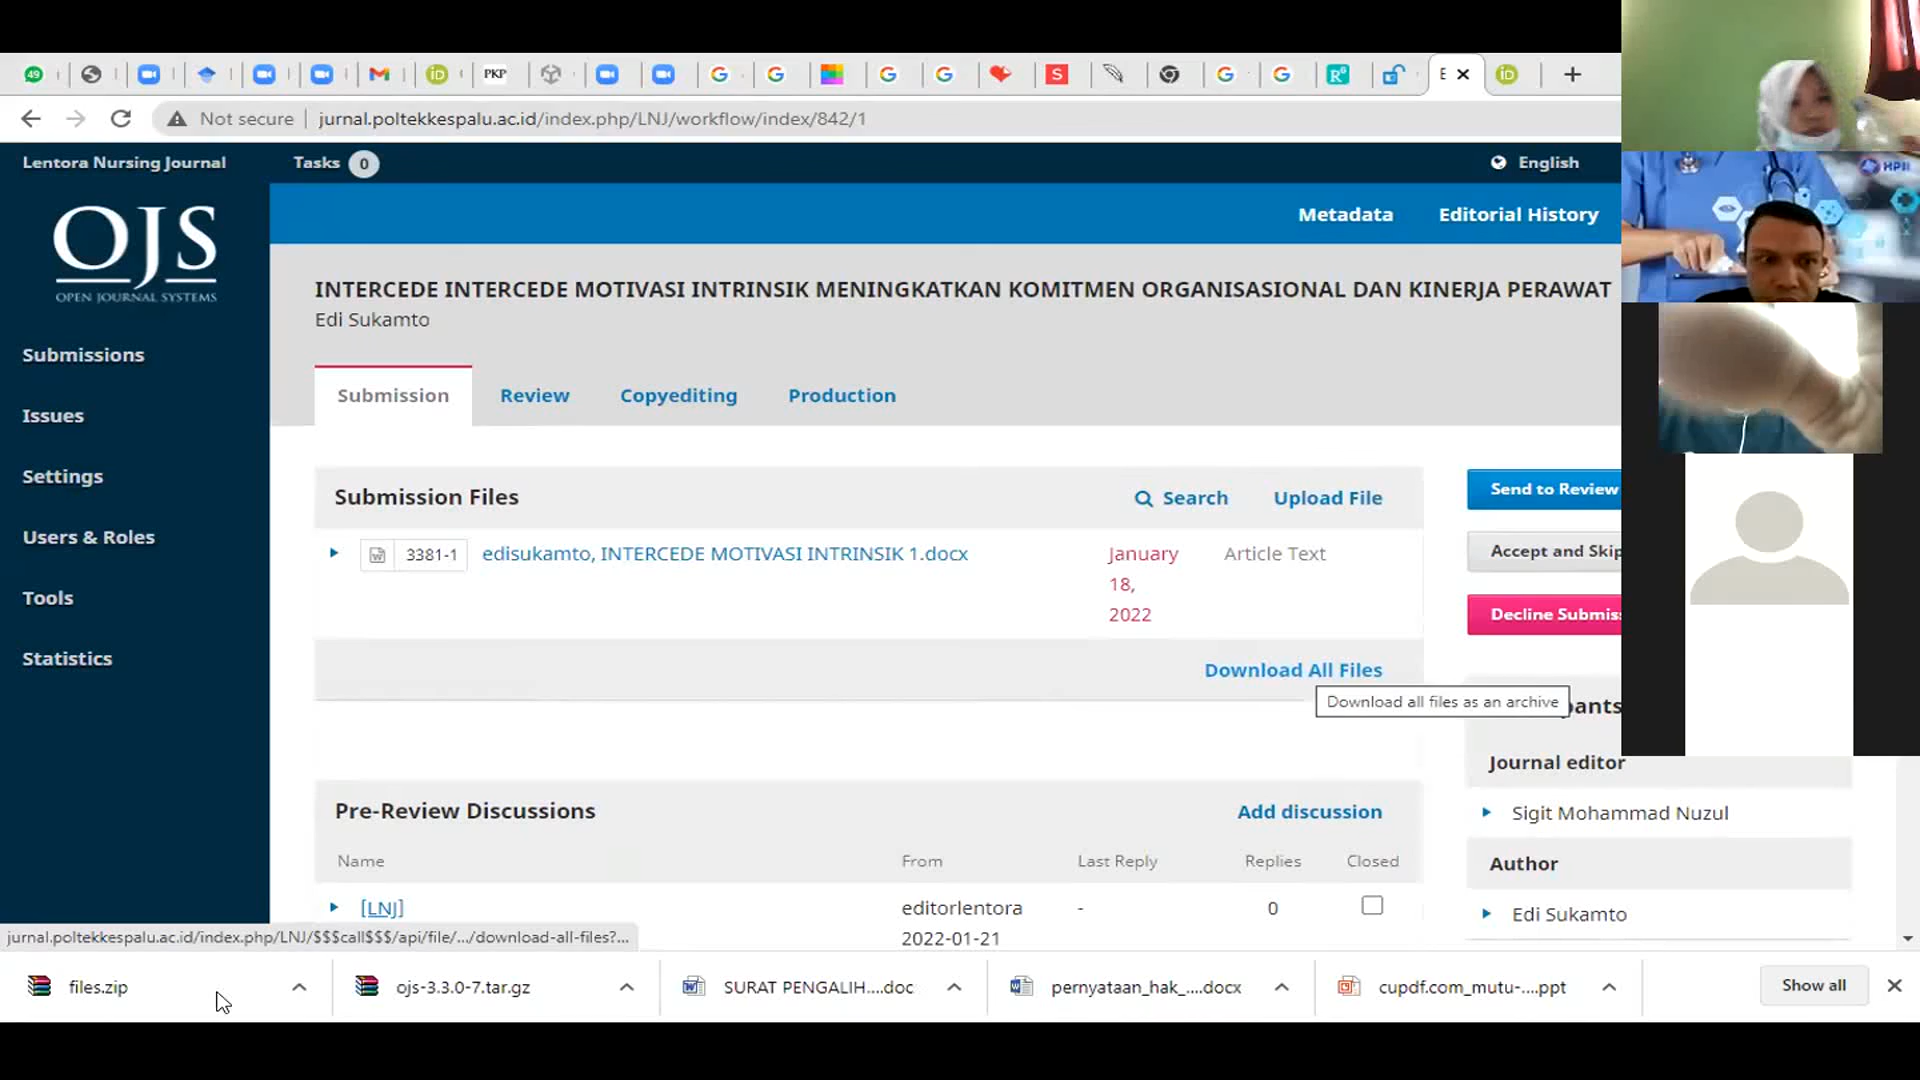 49
PKP
S
R
E
Not secure
jurnal.poltekkespalu.ac.id/index.php/LNJ/workflow/index/842/1
Lentora Nursing Journal
Tasks 0
English
OJS
OPEN JOURNAL SYSTEMS
Submissions
Issues
Settings
Users & Roles
Tools
Statistics
Metadata
Editorial History
INTERCEDE INTERCEDE MOTIVASI INTRINSIK MENINGKATKAN KOMITMEN ORGANISASIONAL DAN KINERJA PERAWAT
Edi Sukamto
Submission
Review
Copyediting
Production
Submission Files
Search
Upload File
3381-1
edisukamto, INTERCEDE MOTIVASI INTRINSIK 1.docx
January
18,
2022
Article Text
Download All Files
Download all files as an archive
Pre-Review Discussions
Add discussion
Name
From
Last Reply
Replies
Closed
[LNJ]
editorlentora
2022-01-21
-
0
Send to Review
Accept and Skip
Decline Submiss
pants
Journal editor
Sigit Mohammad Nuzul
Author
Edi Sukamto
jurnal.poltekkespalu.ac.id/index.php/LNJ/$$$call$$$/api/file/.../download-all-files?...
files.zip
ojs-3.3.0-7.tar.gz
SURAT PENGALIH....doc
pernyataan_hak_....docx
cupdf.com_mutu-....ppt
Show all